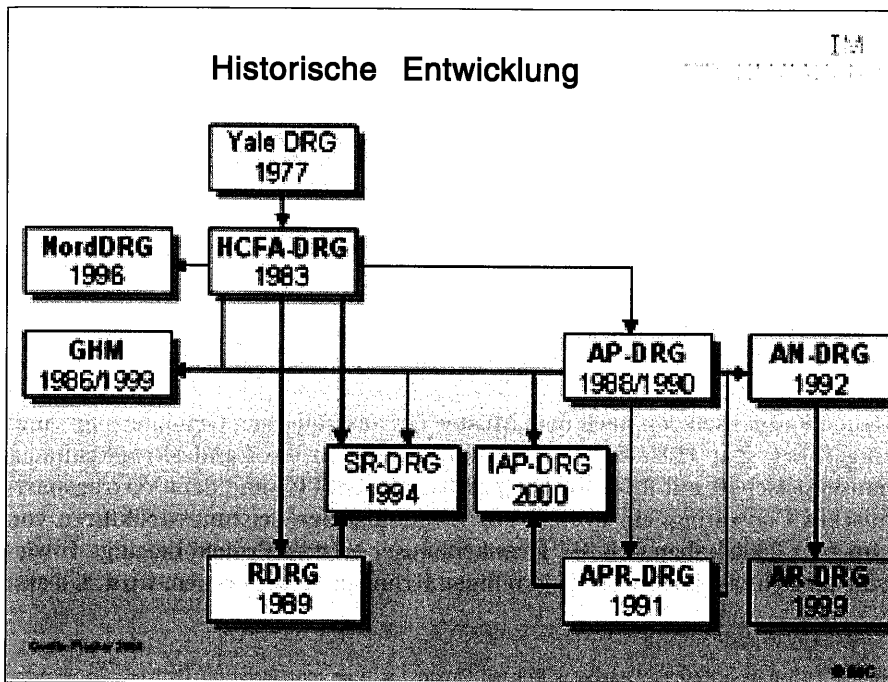 Historische Entwicklung
Yale DRG
1977
NordDRG
1996
HCFA-DRG
1983
GHM
1986/1999
AP-DRG
1988/1990
AN-DRG
1992
SR-DRG
1994
IAP-DRG
2000
RDRG
1989
APR-DRG
1991
AR-DRG
1999